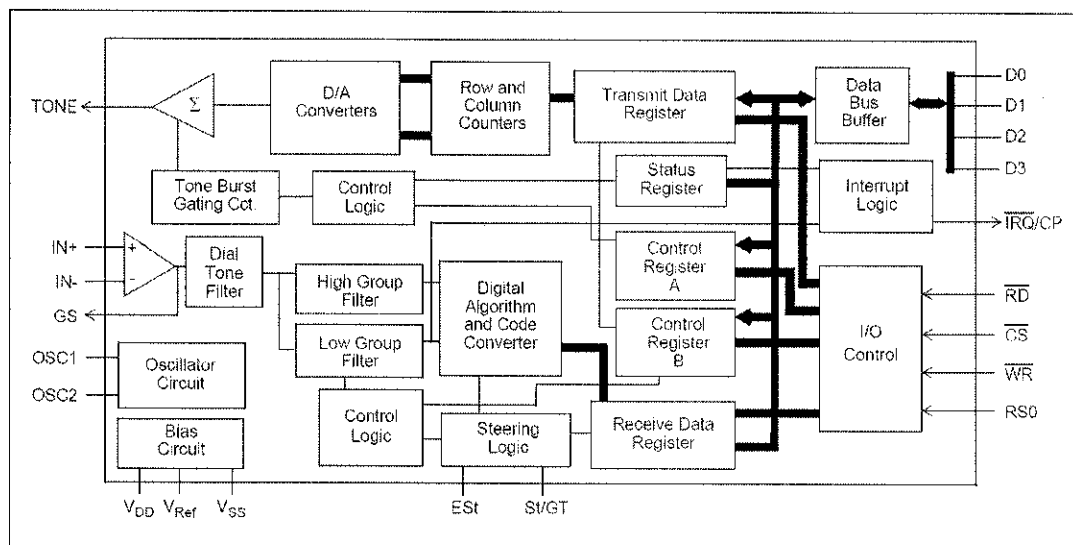 TONE
Σ
D/A
Converters
Row and
Column
Counters
Transmit Data
Register
Data
Bus
Buffer
D0
D1
D2
D3
Tone Burst
Gating Cct.
Control
Logic
Status
Register
Interrupt
Logic
IRQ/CP
IN+
IN-
GS
+
-
Dial
Tone
Filter
High Group
Filter
Low Group
Filter
Digital
Algorithm
and Code
Converter
Control
Register
A
Control
Register
B
I/O
Control
RD
CS
WR
RS0
OSC1
OSC2
Oscillator
Circuit
Bias
Circuit
Control
Logic
Steering
Logic
Receive Data
Register
VDD
VRef
VSS
ESt
St/GT